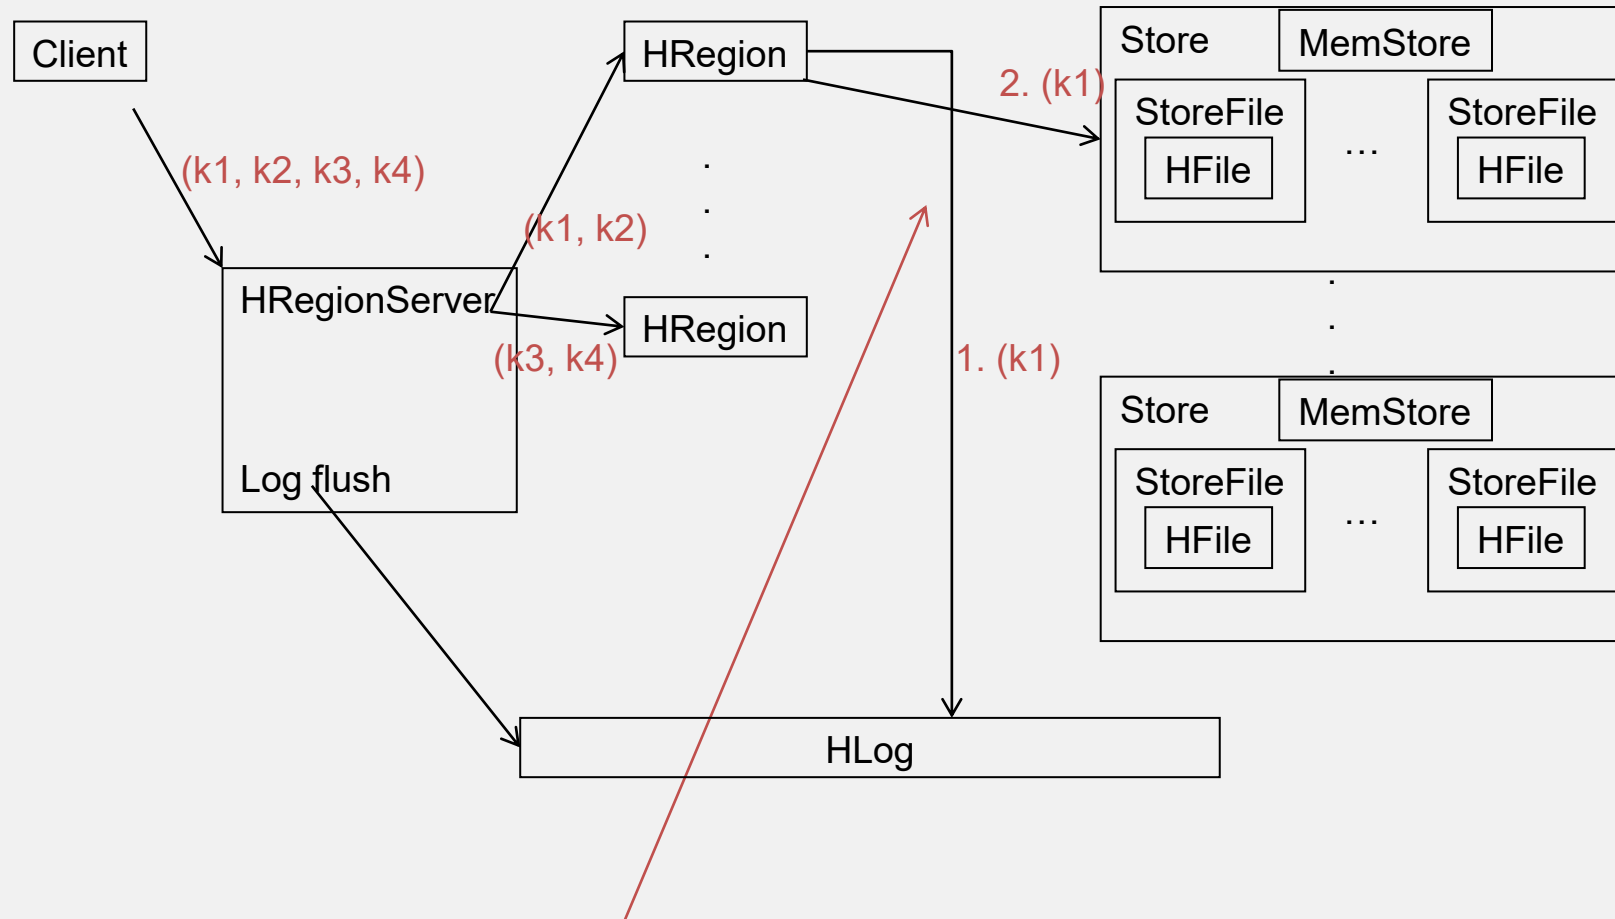 Client
HRegion
Store
MemStore
2. (k1)
StoreFile
StoreFile
HFile
...
HFile
(k1, k2, k3, k4)
.
.
.
(k1, k2)
HRegionServer
HRegion
(k3, k4)
1. (k1)
.
.
.
Store
MemStore
StoreFile
StoreFile
HFile
...
HFile
Log flush
HLog